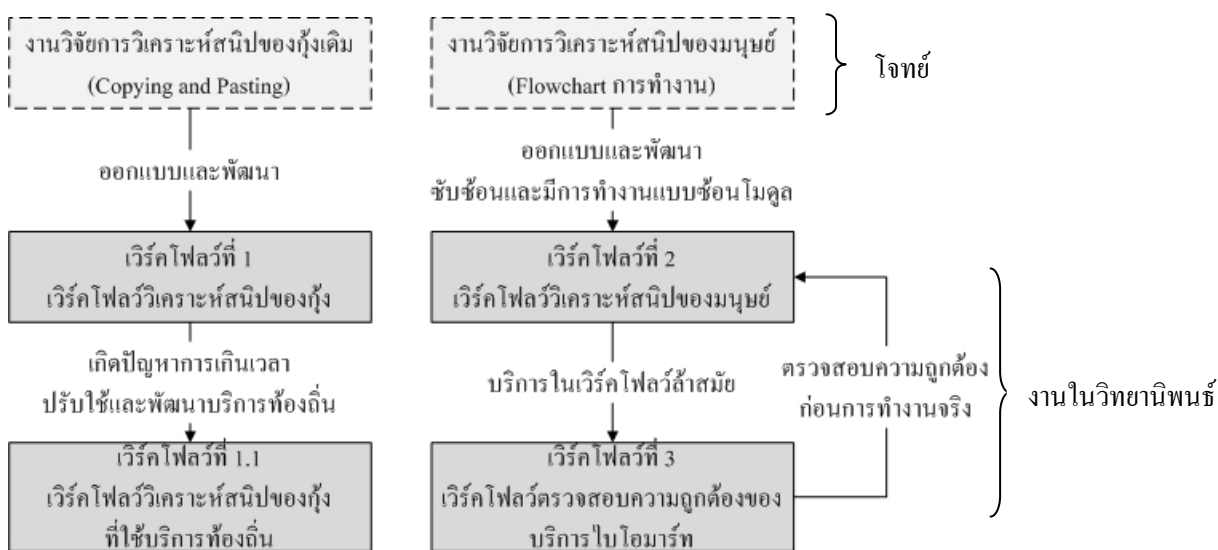 งานวิจัยการวิเคราะห์สนิปของกุ้งเดิม
(Copying and Pasting)
งานวิจัยการวิเคราะห์สนิปของมนุษย์
(Flowchart การทำงาน)
โจทย์
ออกแบบและพัฒนา
ออกแบบและพัฒนา
ซับซ้อนและมีการทำงานแบบซ้อนโมดูล
เวิร์คโฟลว์ที่ 1
เวิร์คโฟลว์วิเคราะห์สนิปของกุ้ง
เวิร์คโฟลว์ที่ 2
เวิร์คโฟลว์วิเคราะห์สนิปของมนุษย์
เกิดปัญหาการเกินเวลา
ปรับใช้และพัฒนาบริการท้องถิ่น
บริการในเวิร์คโฟลว์ล้าสมัย
ตรวจสอบความถูกต้อง
ก่อนการทำงานจริง
งานในวิทยานิพนธ์
เวิร์คโฟลว์ที่ 1.1
เวิร์คโฟลว์วิเคราะห์สนิปของกุ้ง
ที่ใช้บริการท้องถิ่น
เวิร์คโฟลว์ที่ 3
เวิร์คโฟลว์ตรวจสอบความถูกต้องของ
บริการไบโอมาร์ท